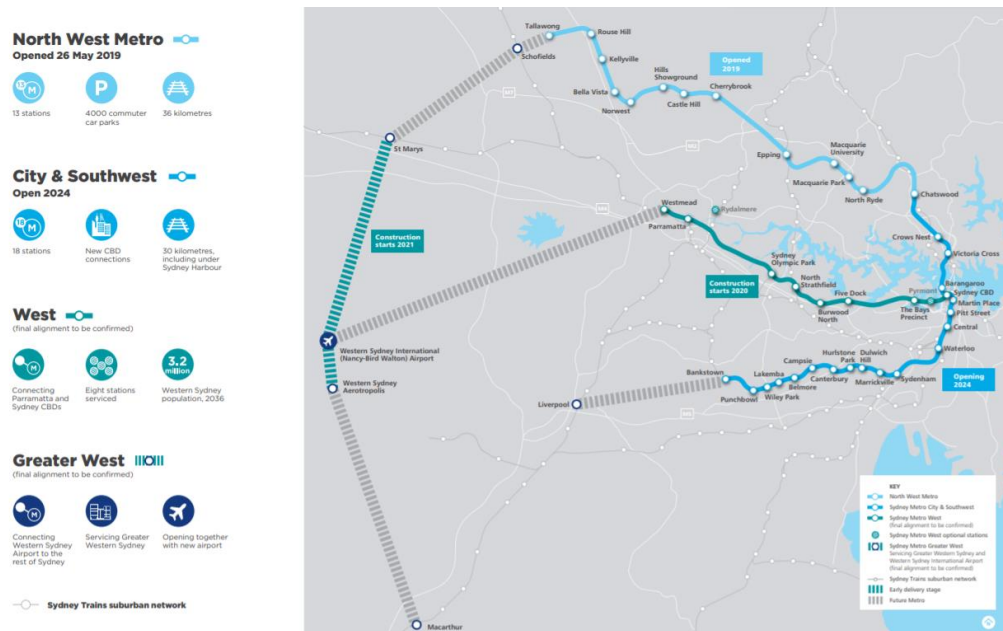 North West Metro
Opened 26 May 2019
13
M
P
13 stations
4000 commuter
car parks
36 kilometres
City & Southwest
Open 2024
18
M
18 stations
New CBD
connections
30 kilometres,
including under
Sydney Harbour
West
(final alignment to be confirmed)
M
3.2
million
Connecting
Parramatta and
Sydney CBDs
Eight stations
serviced
Western Sydney
population, 2036
Greater West
(final alignment to be confirmed)
M
Connecting
Western Sydney
Airport to the
rest of Sydney
Servicing Greater
Western Sydney
Opening together
with new airport
Sydney Trains suburban network
Tallawong
Rouse Hill
Schofields
Kellyville
Hills
Showground
Opened
2019
Bella Vista
Norwest
Castle Hill
Cherrybrook
St Marys
Epping
Macquarie
University
Macquarie Park
North Ryde
Chatswood
Westmead
Rydalmere
Parramatta
Construction
starts 2021
Crows Nest
Victoria Cross
Sydney
Olympic Park
Construction
starts 2020
North
Strathfield
Five Dock
Burwood
North
Pyrmont
The Bays
Precinct
Barangaroo
Sydney CBD
Martin Place
Pitt Street
Central
Waterloo
Western Sydney International
(Nancy-Bird Walton) Airport
Western Sydney
Aerotropolis
Liverpool
Bankstown
Punchbowl
Lakemba
Wiley Park
Belmore
Campsie
Canterbury
Hurlstone
Park
Dulwich
Hill
Marrickville
Sydenham
Opening
2024
Macarthur
KEY
North West Metro
Sydney Metro City & Southwest
Sydney Metro West
(final alignment to be confirmed)
Sydney Metro West optional stations
Sydney Metro Greater West
Servicing Greater Western Sydney and
Western Sydney International Airport
(final alignment to be confirmed)
Sydney Trains suburban network
Early delivery stage
Future Metro